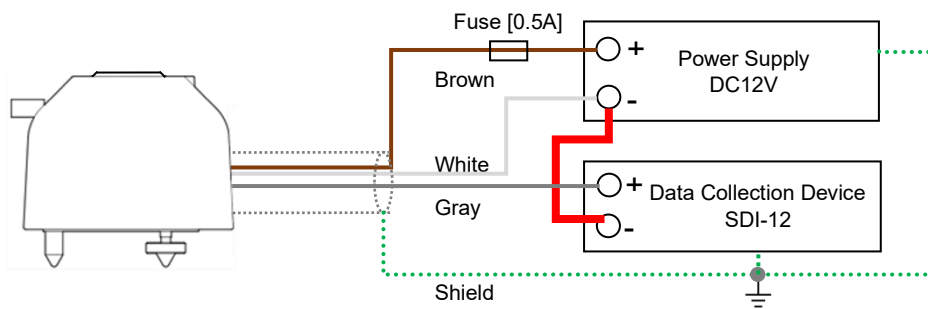 Fuse [0.5A]
+
Power Supply
DC12V
Brown
-
White
+
Data Collection Device
SDI-12
Gray
-
Shield